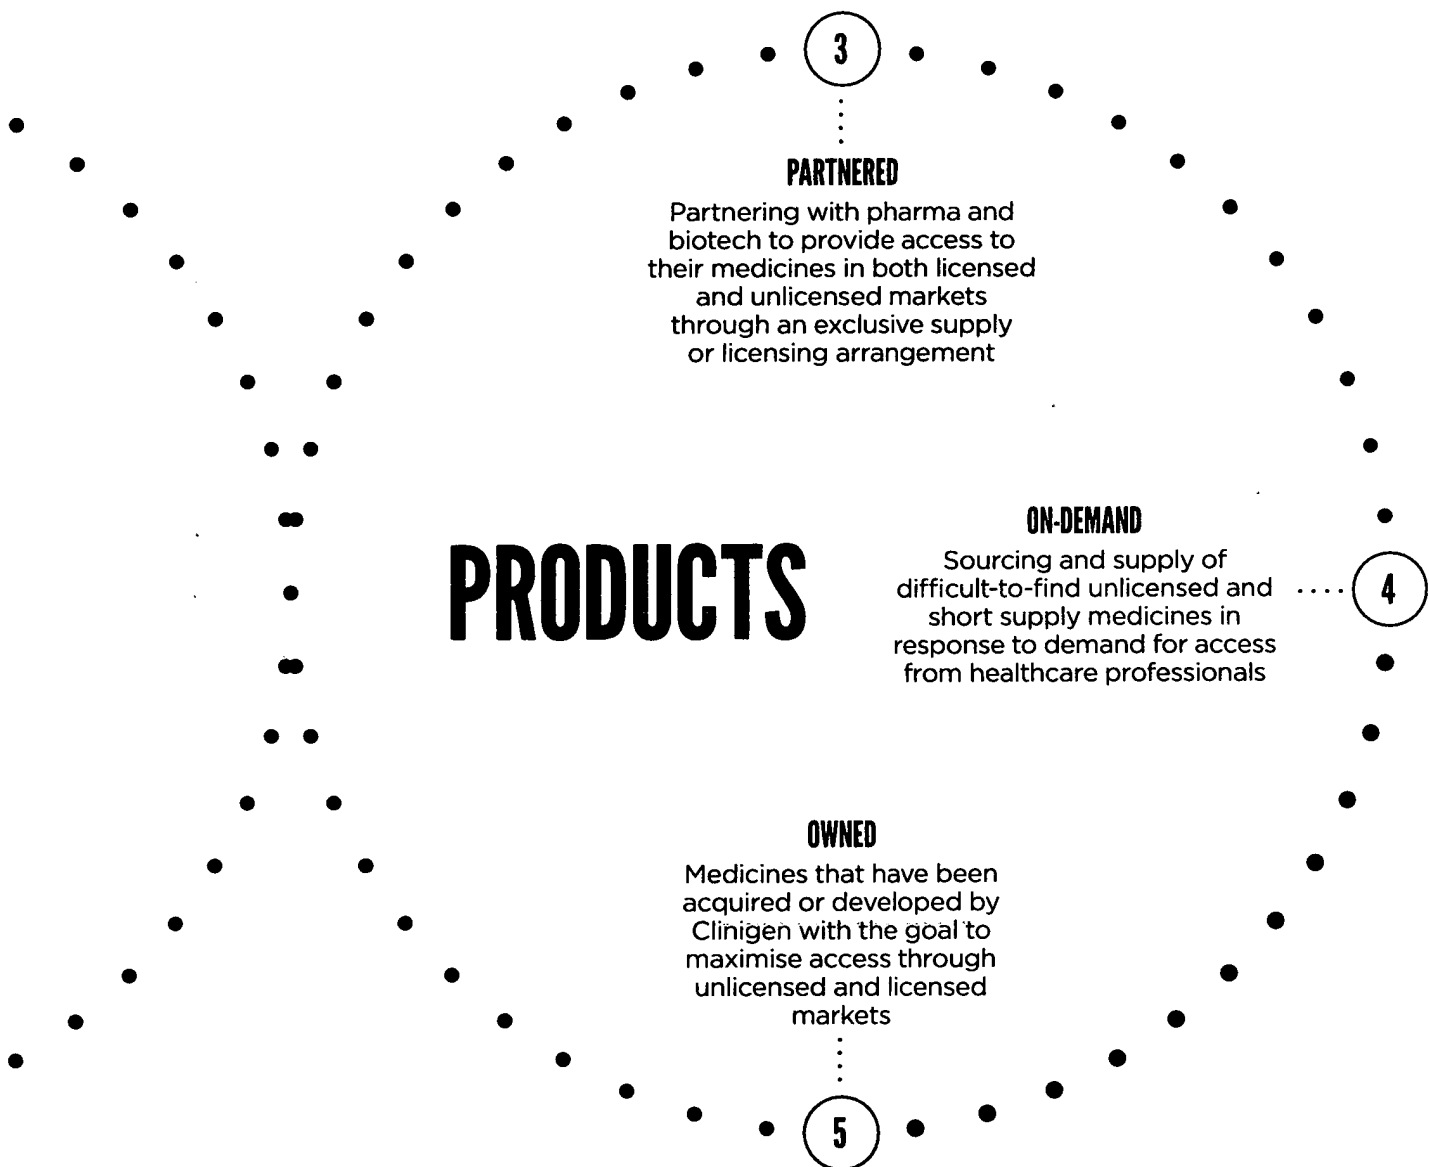 3
PARTNERED
Partnering with pharma and
biotech to provide access to
their medicines in both licensed
and unlicensed markets
through an exclusive supply
or licensing arrangement
PRODUCTS
ON-DEMAND
Sourcing and supply of
difficult-to-find unlicensed and
short supply medicines in
response to demand for access
from healthcare professionals
4
OWNED
Medicines that have been
acquired or developed by
Clinigen with the goal to
maximise access through
unlicensed and licensed
markets
5